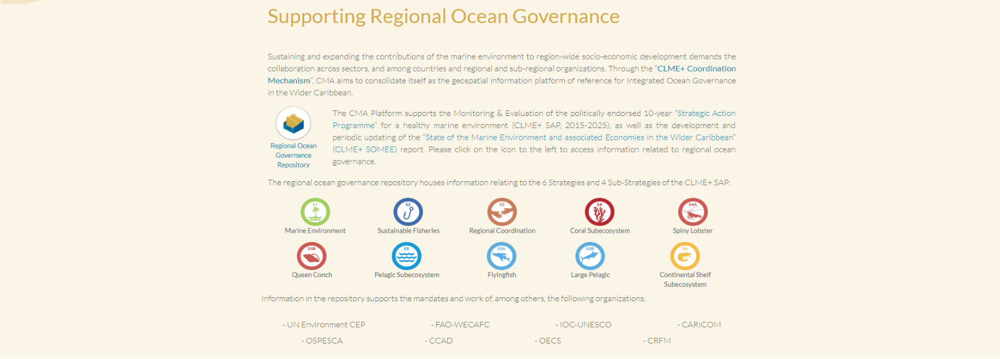 Supporting Regional Ocean Governance
Sustaining and expanding the contributions of the marine environment to region-wide socio-economic development demands the
collaboration across sectors, and among countries and regional and sub-regional organizations. Through the “CLME+ Coordination
Mechanism”, CMA aims to consolidate itself as the geospatial information platform of reference for Integrated Ocean Governance
in the Wider Caribbean.
The CMA Platform supports the Monitoring & Evaluation of the politically endorsed 10-year “Strategic Action
Programme” for a healthy marine environment (CLME+ SAP, 2015-2025), as well as the development and
periodic updating of the “State of the Marine Environment and associated Economies in the Wider Caribbean”
(CLME+ SOMEE) report. Please click on the icon to the left to access information related to regional ocean
governance.
Regional Ocean
Governance
Repository
The regional ocean governance repository houses information relating to the 6 Strategies and 4 Sub-Strategies of the CLME+ SAP:
S1 S2 S3 S4 S4A
Marine Environment Sustainable Fisheries Regional Coordination Coral Subecosystem Spiny Lobster
S4B S5 S5A S5B S6
Queen Conch Pelagic Subecosystem Flyingfish Large Pelagic Continental Shelf
Subecosystem
Information in the repository supports the mandates and work of, among others, the following organizations:
- UN Environment CEP - FAO-WECAFC - IOC-UNESCO - CARICOM
- OSPESCA - CCAD - OECS - CRFM